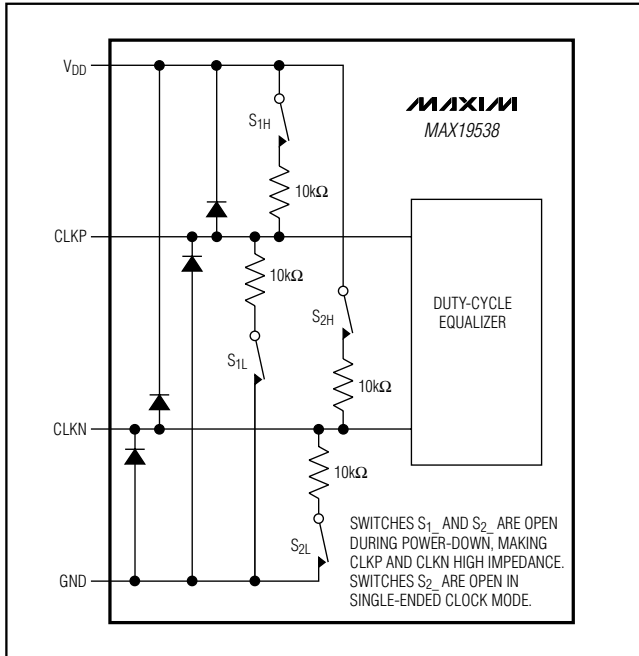 VDD
S1H
MAXIM
MAX19538
10kΩ
CLKP
10kΩ
S2H
DUTY-CYCLE
EQUALIZER
S1L
10kΩ
CLKN
10kΩ
S2L
SWITCHES S1_ AND S2_ ARE OPEN
DURING POWER-DOWN, MAKING
CLKP AND CLKN HIGH IMPEDANCE.
SWITCHES S2_ ARE OPEN IN
SINGLE-ENDED CLOCK MODE.
GND